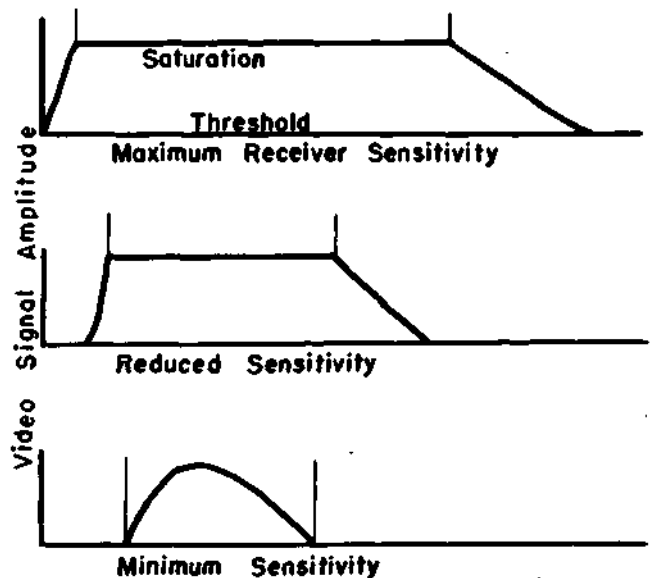 Saturation
Threshold
Maximum Receiver Sensitivity
Reduced Sensitivity
Minimum Sensitivity
Video Signal Amplitude